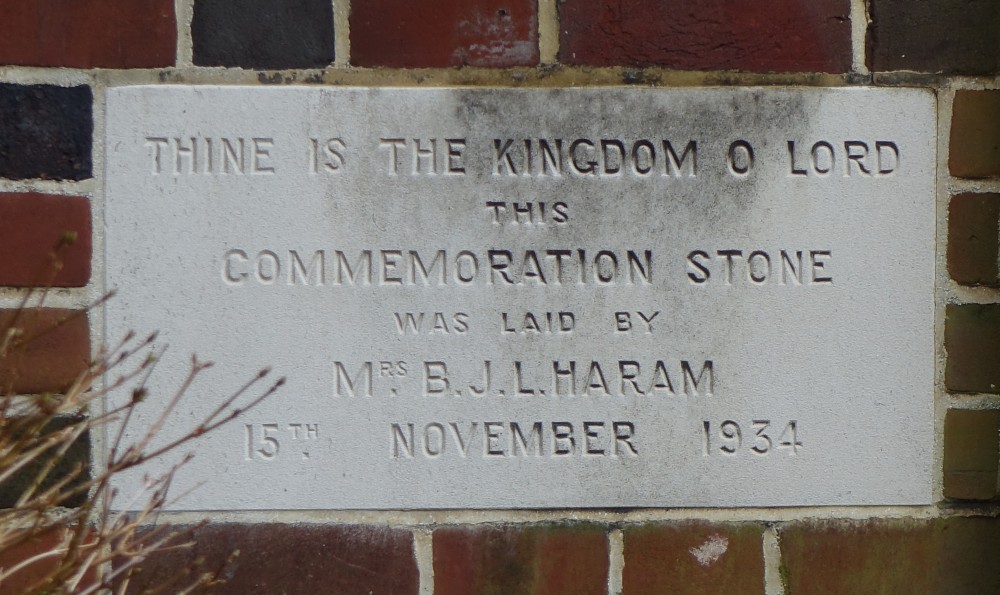 THINE IS THE KINGDOM O LORD
THIS
COMMEMORATION STONE
WAS LAID BY
MRS. B.J.L.HARAM
15TH. NOVEMBER 1934